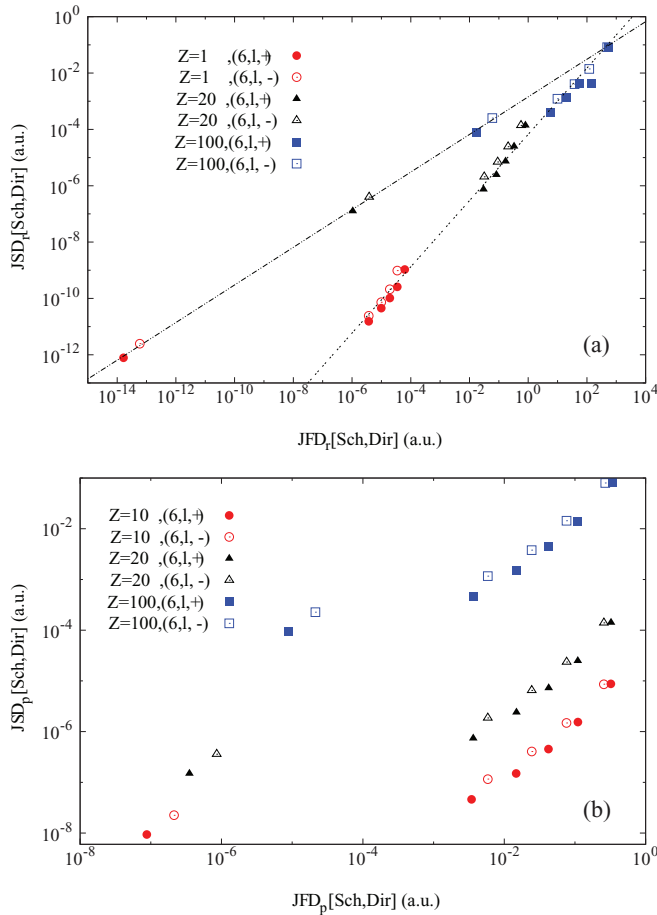 10^0
10^-2
10^-4
10^-6
10^-8
10^-10
10^-12
JSD_r[Sch,Dir] (a.u.)
Z=1 ,(6,l,+)
Z=1 ,(6,l, -)
Z=20 ,(6,l,+)
Z=20 ,(6,l, -)
Z=100,(6,l,+)
Z=100,(6,l, -)
(a)
10^-14 10^-12 10^-10 10^-8 10^-6 10^-4 10^-2 10^0 10^2 10^4
JFD_r[Sch,Dir] (a.u.)
10^-2
10^-4
10^-6
10^-8
JSD_p[Sch,Dir] (a.u.)
Z=10 ,(6,l,+)
Z=10 ,(6,l, -)
Z=20 ,(6,l,+)
Z=20 ,(6,l, -)
Z=100,(6,l,+)
Z=100,(6,l, -)
(b)
10^-8 10^-6 10^-4 10^-2 10^0
JFD_p[Sch,Dir] (a.u.)